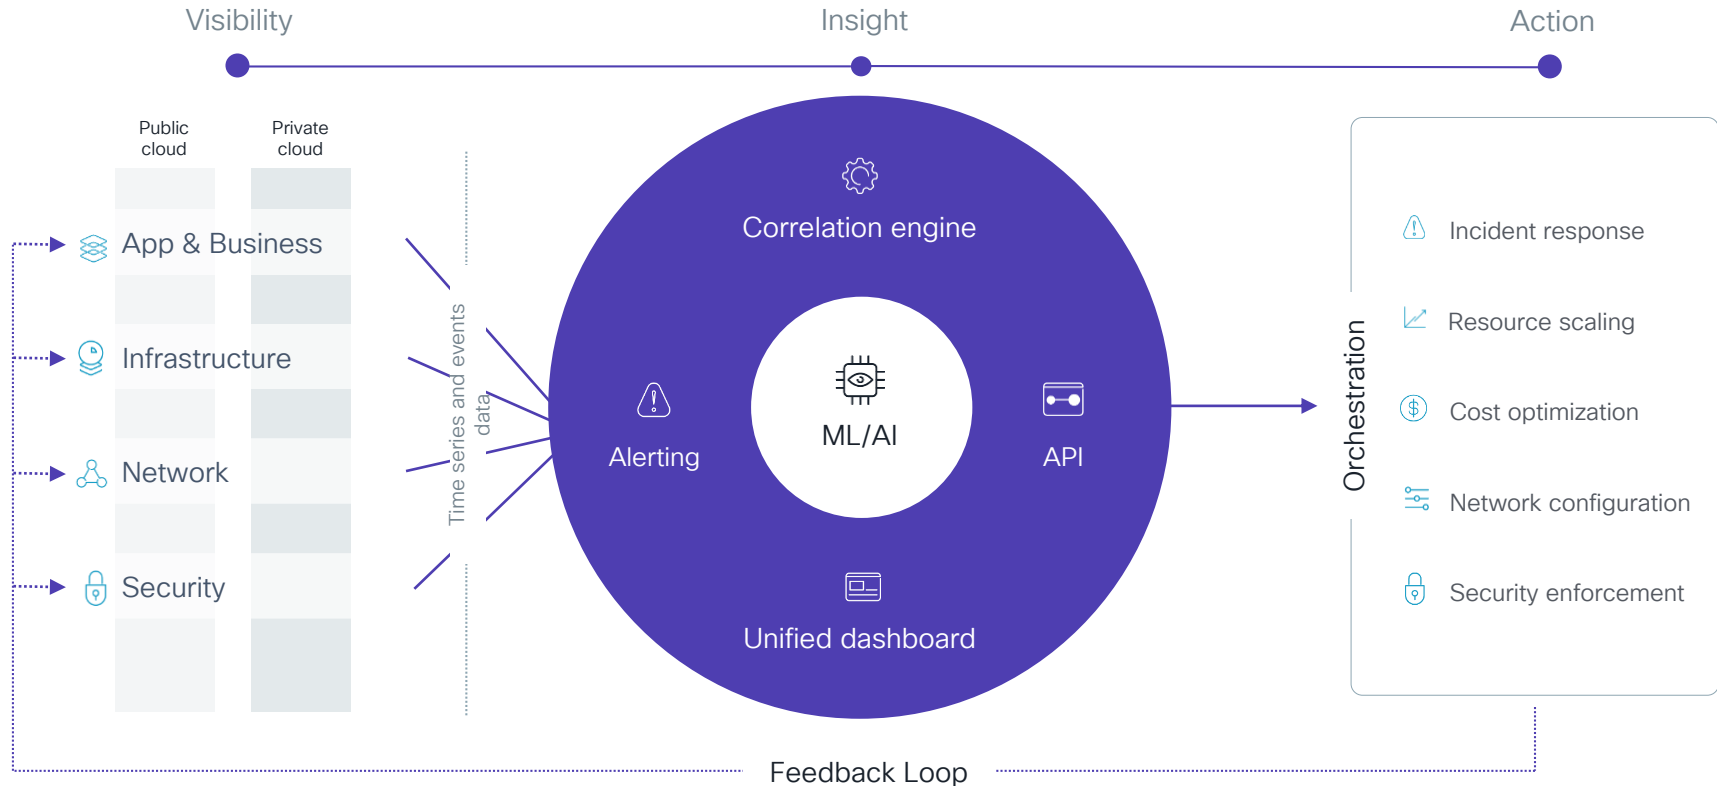 Visibility
Insight
Action
Public
cloud
Private
cloud
App & Business
Infrastructure
Network
Security
Time series and events
data
Correlation engine
Alerting
ML/AI
API
Unified dashboard
Orchestration
Incident response
Resource scaling
Cost optimization
Network configuration
Security enforcement
Feedback Loop